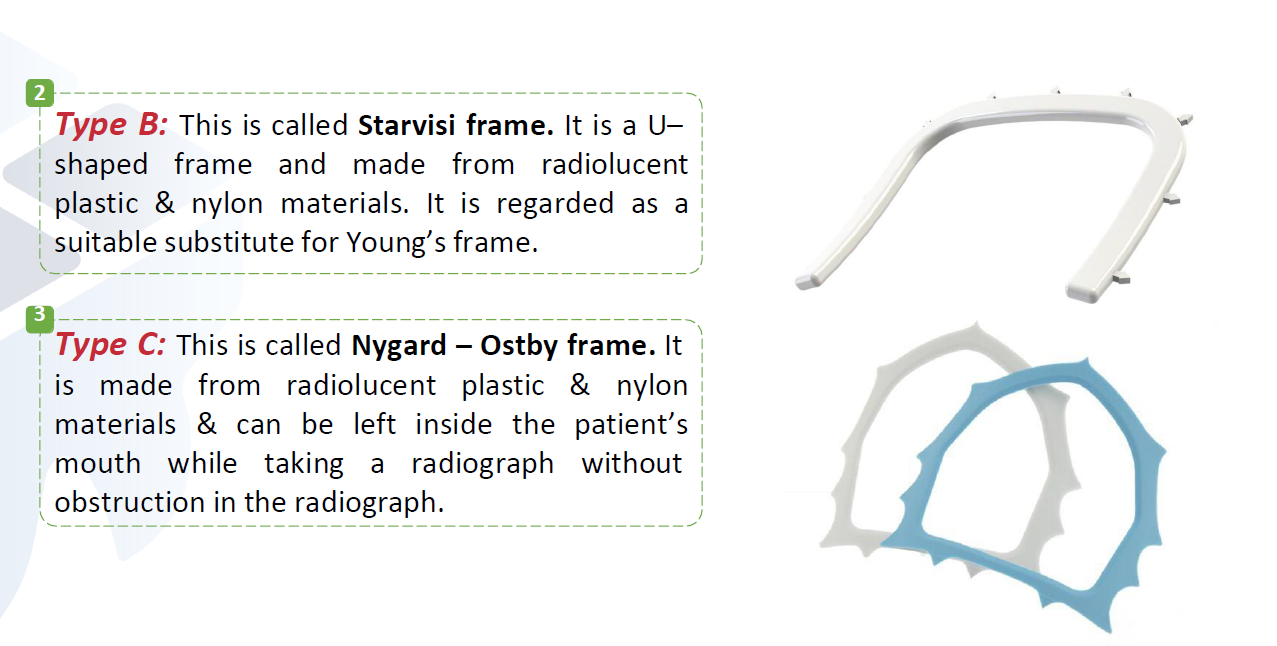 2
Type B: This is called Starvisi frame. It is a U–
shaped frame and made from radiolucent
plastic & nylon materials. It is regarded as a
suitable substitute for Young’s frame.
3
Type C: This is called Nygard – Ostby frame. It
is made from radiolucent plastic & nylon
materials & can be left inside the patient’s
mouth while taking a radiograph without
obstruction in the radiograph.